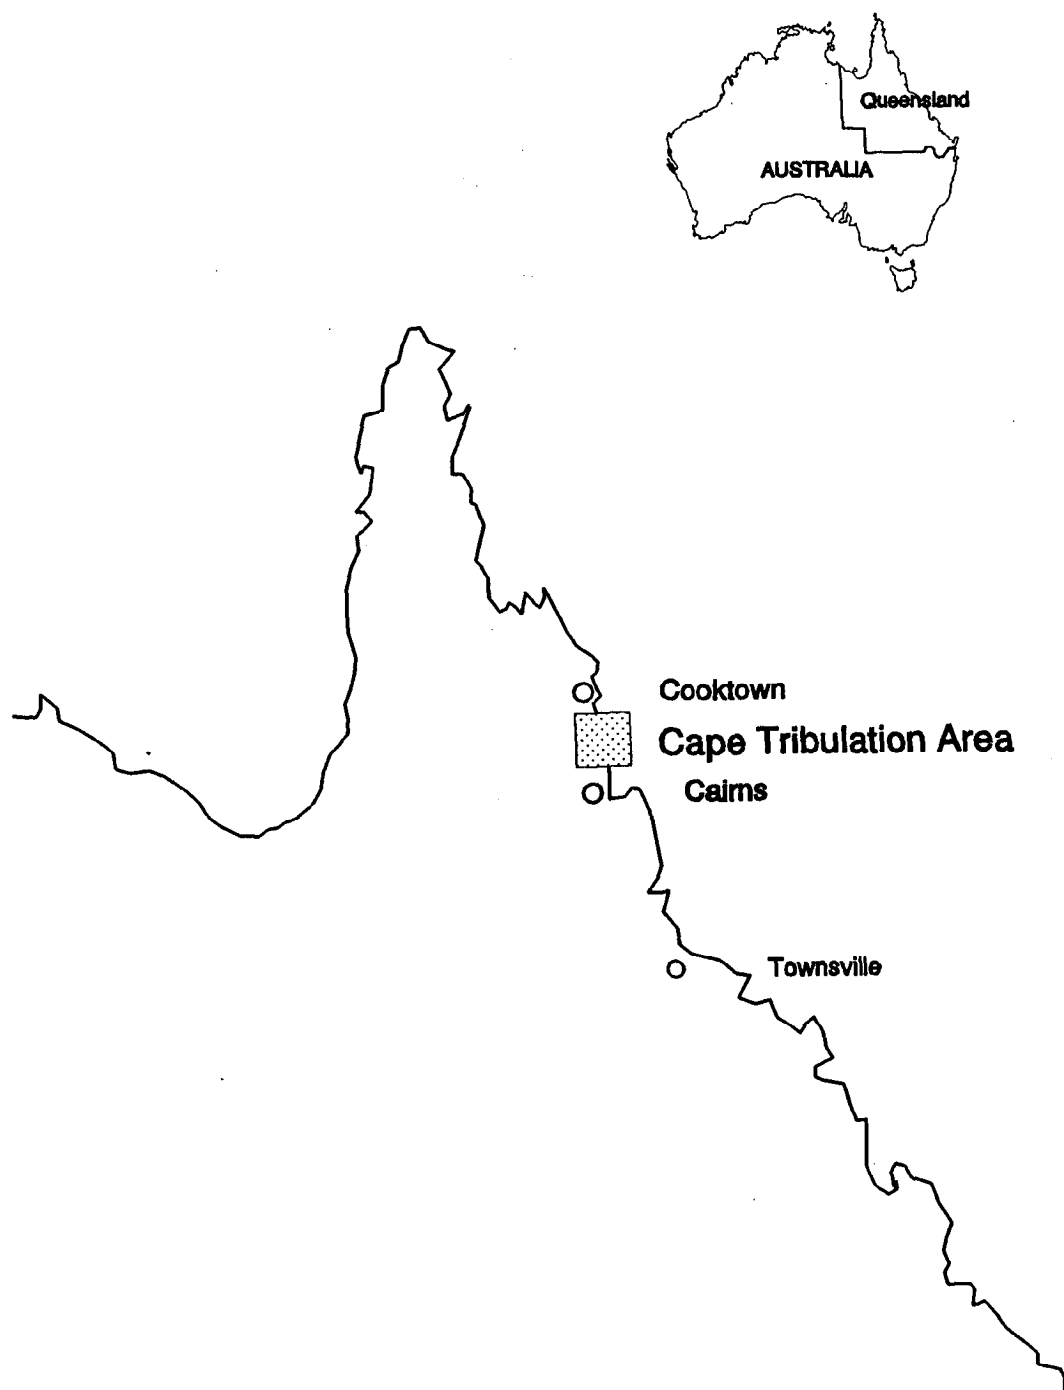 Queensland
AUSTRALIA
Cooktown
Cape Tribulation Area
Cairns
Townsville